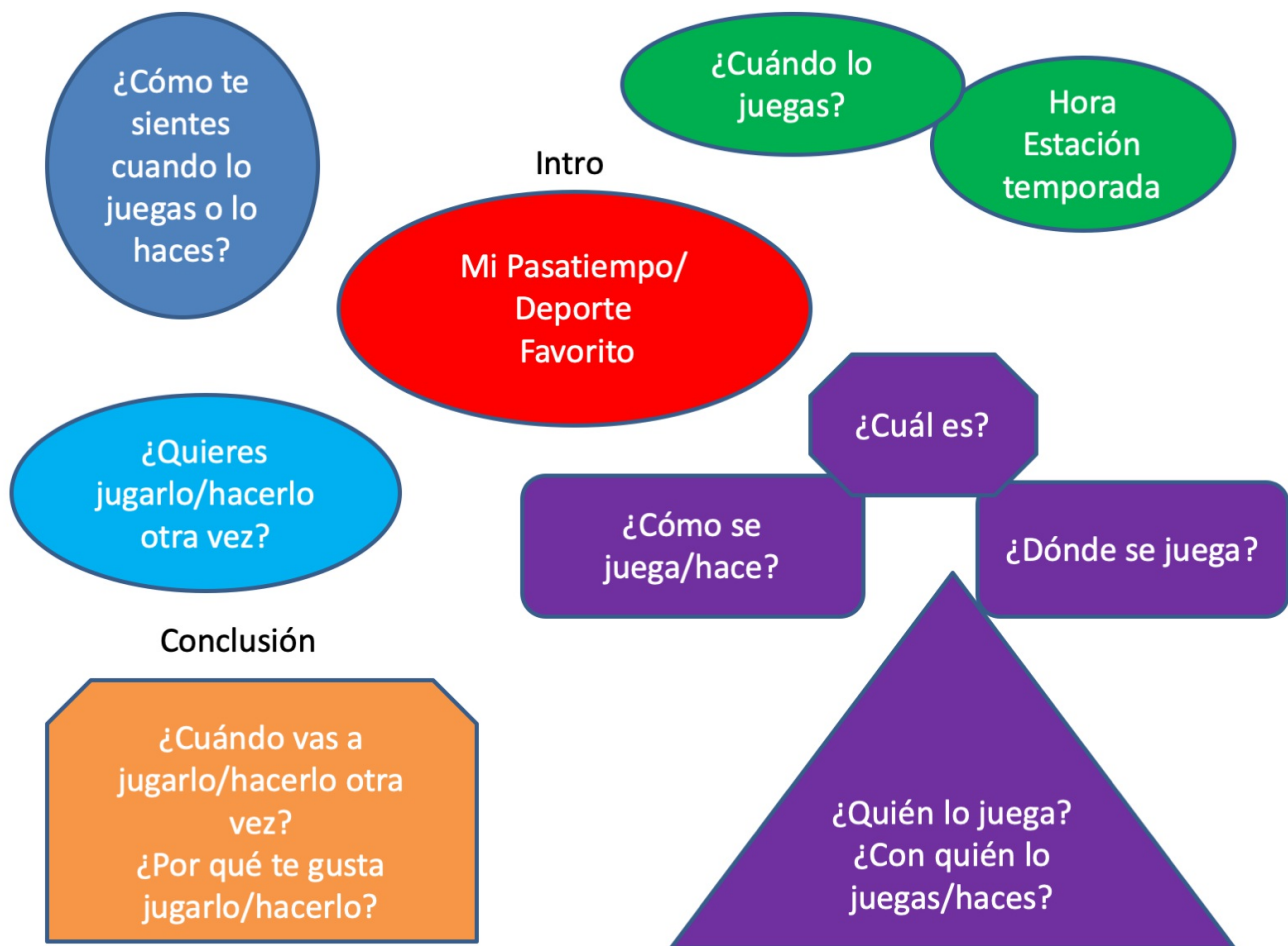 ¿Cómo te
sientes
cuando lo
juegas o lo
haces?
¿Cuándo lo
juegas?
Hora
Estación
temporada
Intro
Mi Pasatiempo/
Deporte
Favorito
¿Cuál es?
¿Quieres
jugarlo/hacerlo
otra vez?
¿Cómo se
juega/hace?
¿Dónde se juega?
Conclusión
¿Cuándo vas a
jugarlo/hacerlo otra
vez?
¿Por qué te gusta
jugarlo/hacerlo?
¿Quién lo juega?
¿Con quién lo
juegas/haces?